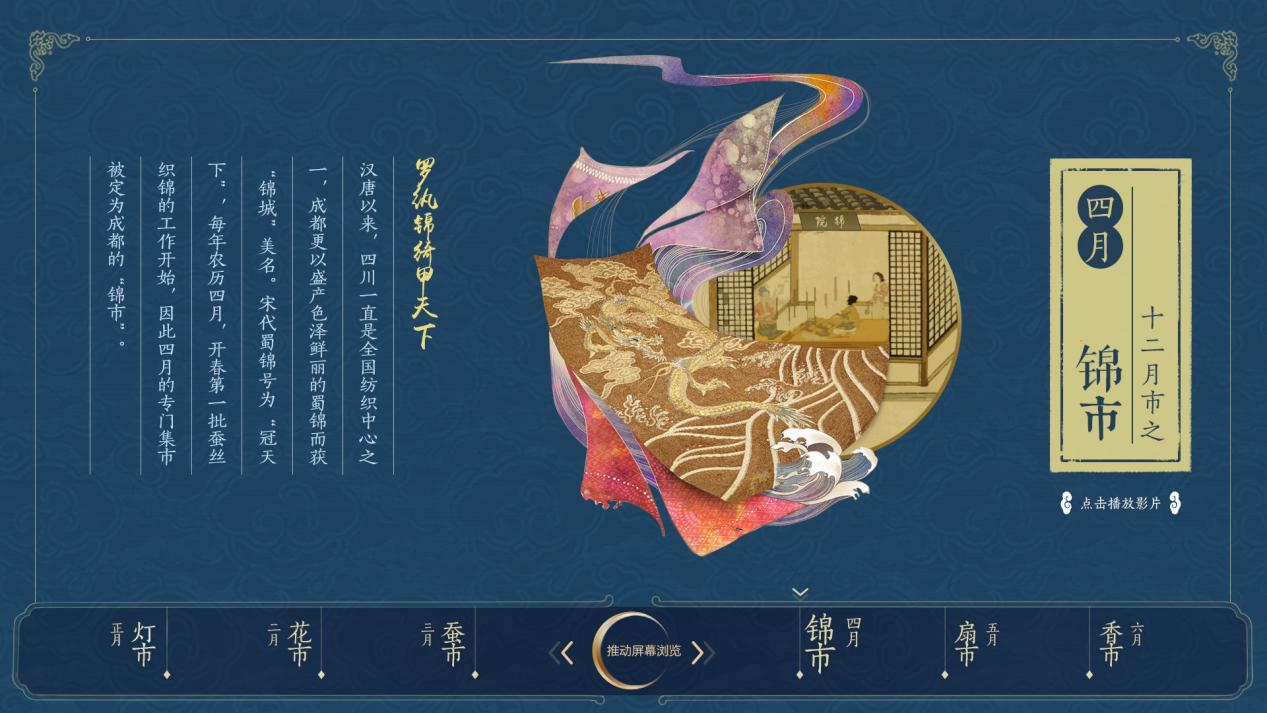 四月
十二月市之
锦市
点击播放影片
锦院
罗纨锦绮甲天下
汉唐以来，四川一直是全国纺织中心之
一，成都更以盛产色泽鲜丽的蜀锦而获
“锦城”美名。宋代蜀锦号为“冠天
下”，每年农历四月，开春第一批蚕丝
织锦的工作开始，因此四月的专门集市
被定为成都的“锦市”。
正月
灯市
二月
花市
三月
蚕市
推动屏幕浏览
锦市
四月
扇市
五月
香市
六月